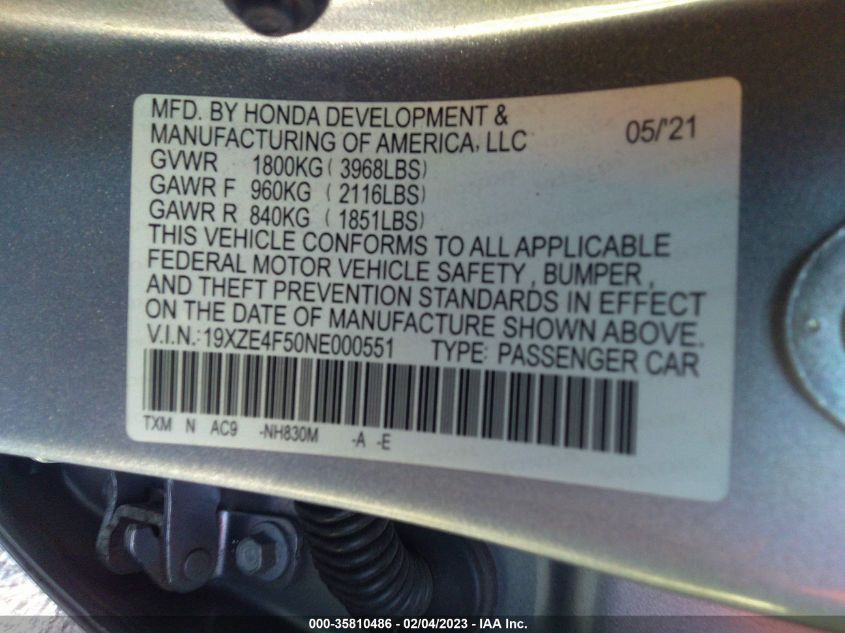 MFD. BY HONDA DEVELOPMENT &
MANUFACTURING OF AMERICA, LLC 05/'21
GVWR 1800KG ( 3968LBS)
GAWR F 960KG ( 2116LBS)
GAWR R 840KG ( 1851LBS)
THIS VEHICLE CONFORMS TO ALL APPLICABLE
FEDERAL MOTOR VEHICLE SAFETY , BUMPER ,
AND THEFT PREVENTION STANDARDS IN EFFECT
ON THE DATE OF MANUFACTURE SHOWN ABOVE.
V.I.N.: 19XZE4F50NE000551 TYPE: PASSENGER CAR
TXM N AC9 -NH830M -A -E
000-35810486 - 02/04/2023 - IAA Inc.